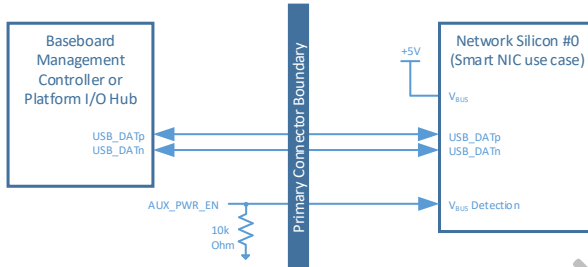 Baseboard
Management
Controller or
Platform I/O Hub
USB_DATp
USB_DATn
AUX_PWR_EN
10k
Ohm
Primary Connector Boundary
+5V
Network Silicon #0
(Smart NIC use case)
VBUS
USB_DATp
USB_DATn
VBUS Detection